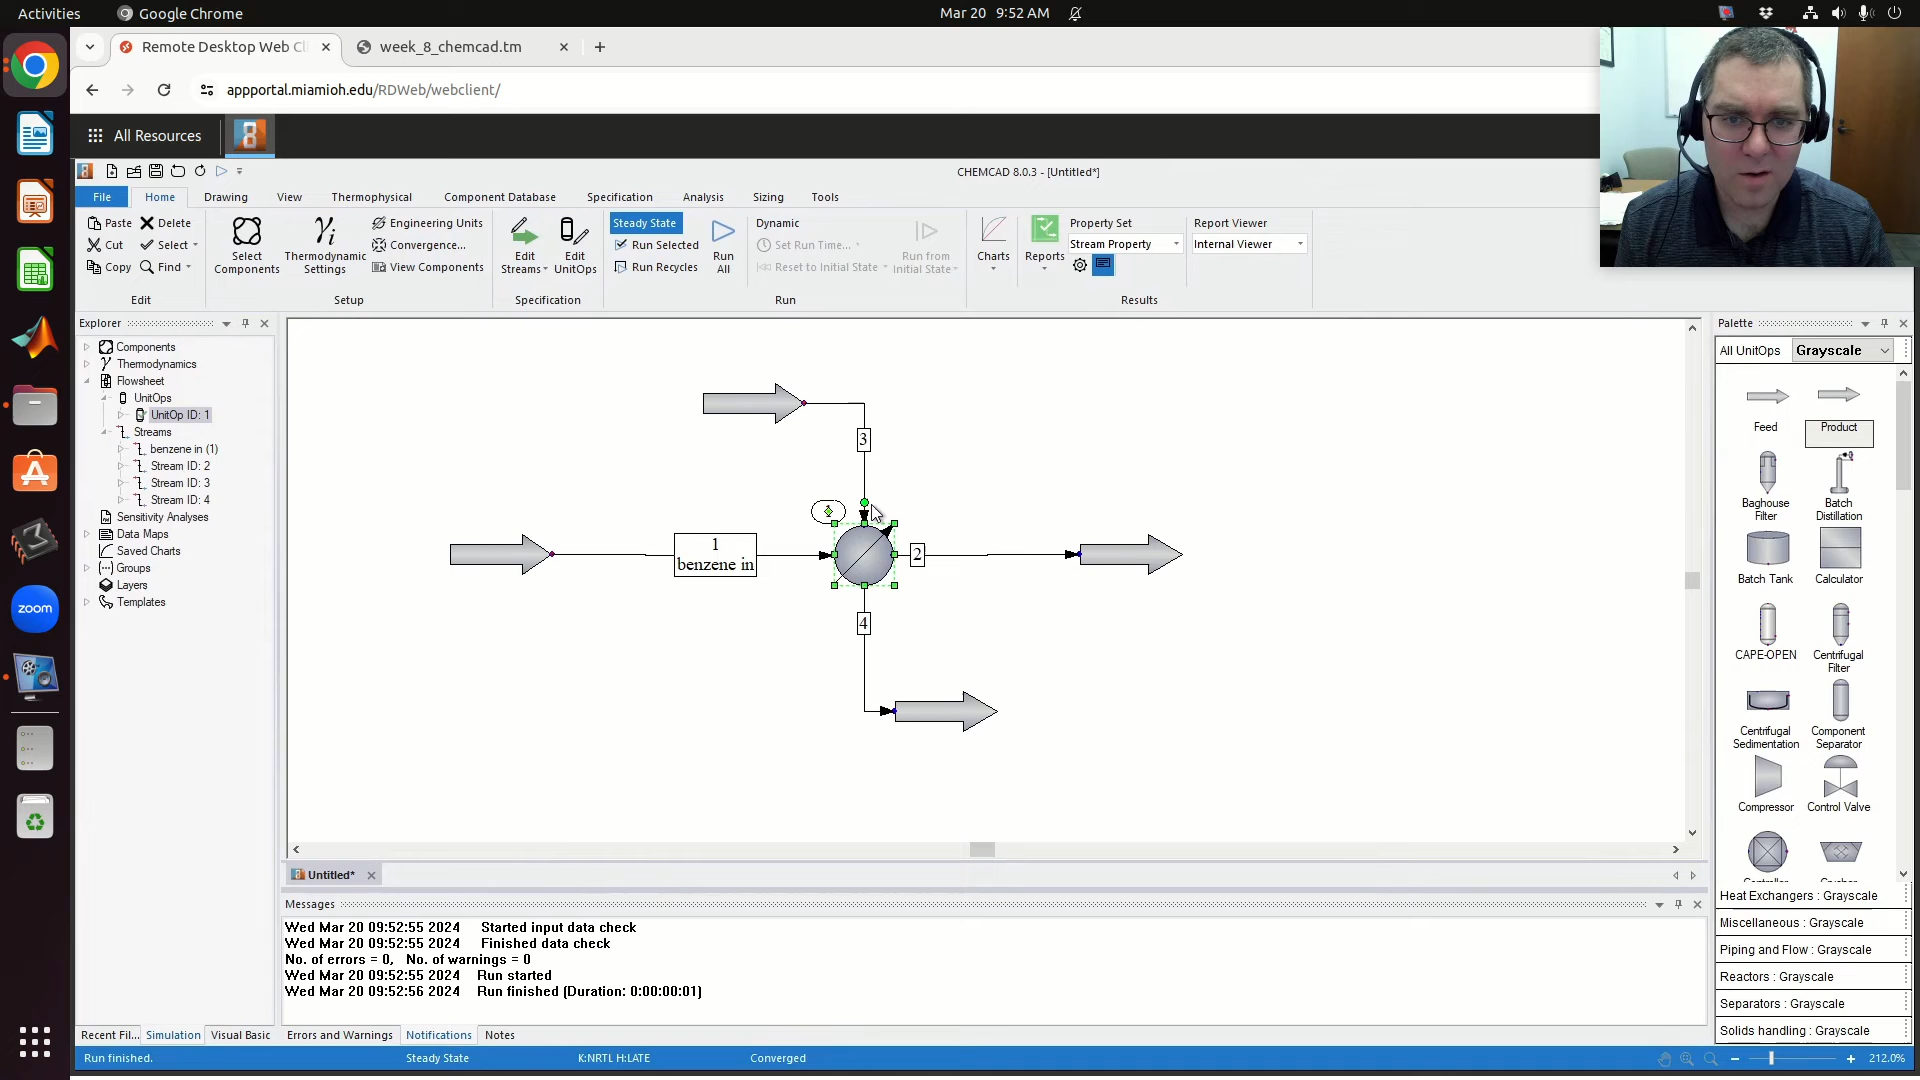 Activities
Google Chrome
Mar 20 9:52 AM
Remote Desktop Web Cl
week_8_chemcad.tm
appportal.miamioh.edu/RDWeb/webclient/
All Resources
CHEMCAD 8.0.3 - [Untitled*]
File Home Drawing View Thermophysical Component Database Specification Analysis Sizing Tools
Paste Delete
Cut Select
Copy Find
Edit
Select Components
Thermodynamic Settings
Engineering Units
Convergence...
View Components
Setup
Edit Streams
Edit UnitOps
Specification
Steady State
Run Selected
Run Recycles
Run All
Dynamic
Set Run Time...
Reset to Initial State
Run from Initial State
Run
Charts
Reports
Property Set
Stream Property
Report Viewer
Internal Viewer
Results
Explorer
Components
Thermodynamics
Flowsheet
UnitOps
UnitOp ID: 1
Streams
benzene in (1)
Stream ID: 2
Stream ID: 3
Stream ID: 4
Sensitivity Analyses
Data Maps
Saved Charts
Groups
Layers
Templates
3
1
1
benzene in
2
4
Palette
All UnitOps Grayscale
Feed
Product
Baghouse Filter
Batch Distillation
Batch Tank
Calculator
CAPE-OPEN
Centrifugal Filter
Centrifugal Sedimentation
Component Separator
Compressor
Control Valve
Heat Exchangers : Grayscale
Miscellaneous : Grayscale
Piping and Flow : Grayscale
Reactors : Grayscale
Separators : Grayscale
Solids handling : Grayscale
Untitled*
Messages
Wed Mar 20 09:52:55 2024 Started input data check
Wed Mar 20 09:52:55 2024 Finished data check
No. of errors = 0, No. of warnings = 0
Wed Mar 20 09:52:55 2024 Run started
Wed Mar 20 09:52:56 2024 Run finished (Duration: 0:00:00:01)
Recent Fil... Simulation Visual Basic
Errors and Warnings Notifications Notes
Run finished.
Steady State
K:NRTL H:LATE
Converged
212.0%
zoom